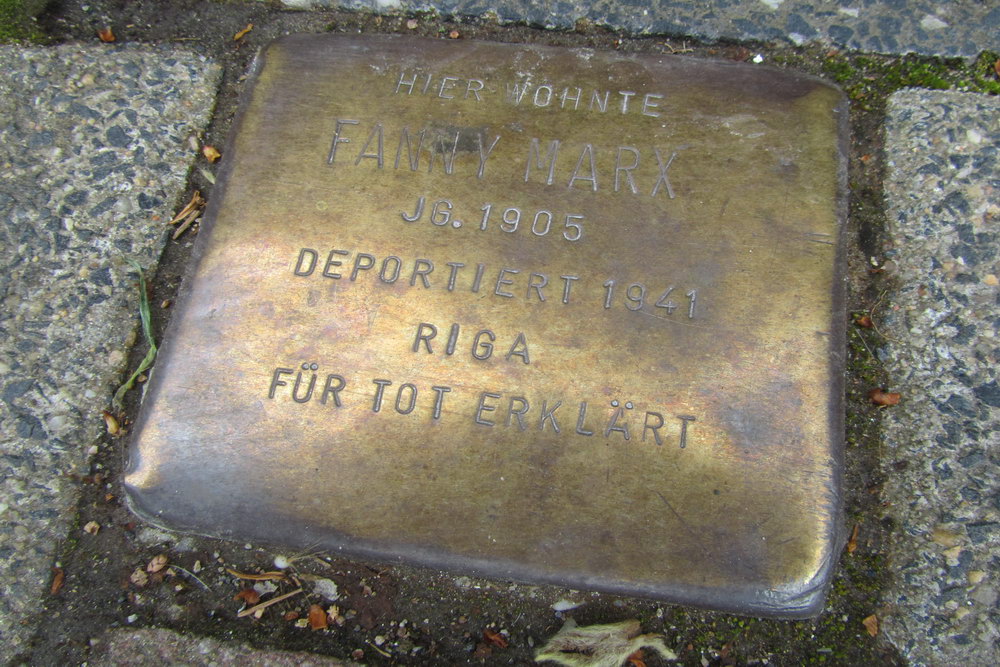 HIER WOHNTE
FANNY MARX
JG. 1905
DEPORTIERT 1941
RIGA
FÜR TOT ERKLÄRT